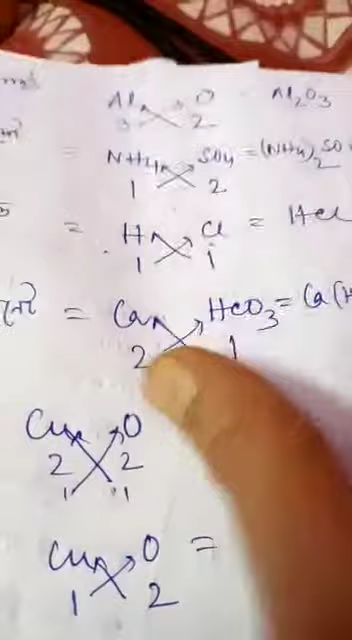 Al O Al₂O₃
3 2
= NH₄ SO₄ = (NH₄)₂SO
1 2
= H Cl = HCl
1 1
= Ca HCO₃ = Ca(H
2 1
Cu O
2 2
1 1
Cu O =
1 2